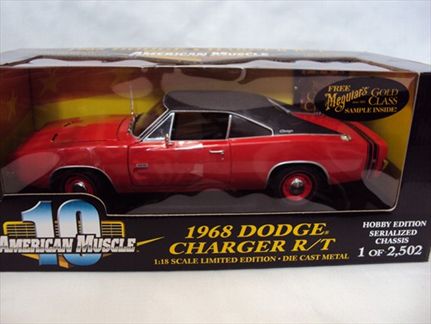 AMERICAN MUSCLE
FREE
Meguiar's GOLD
CLASS
SAMPLE INSIDE!
Charger
10
AMERICAN MUSCLE
1968 DODGE
CHARGER R/T
1:18 SCALE LIMITED EDITION • DIE CAST METAL
HOBBY EDITION
SERIALIZED
CHASSIS
1 OF 2,502